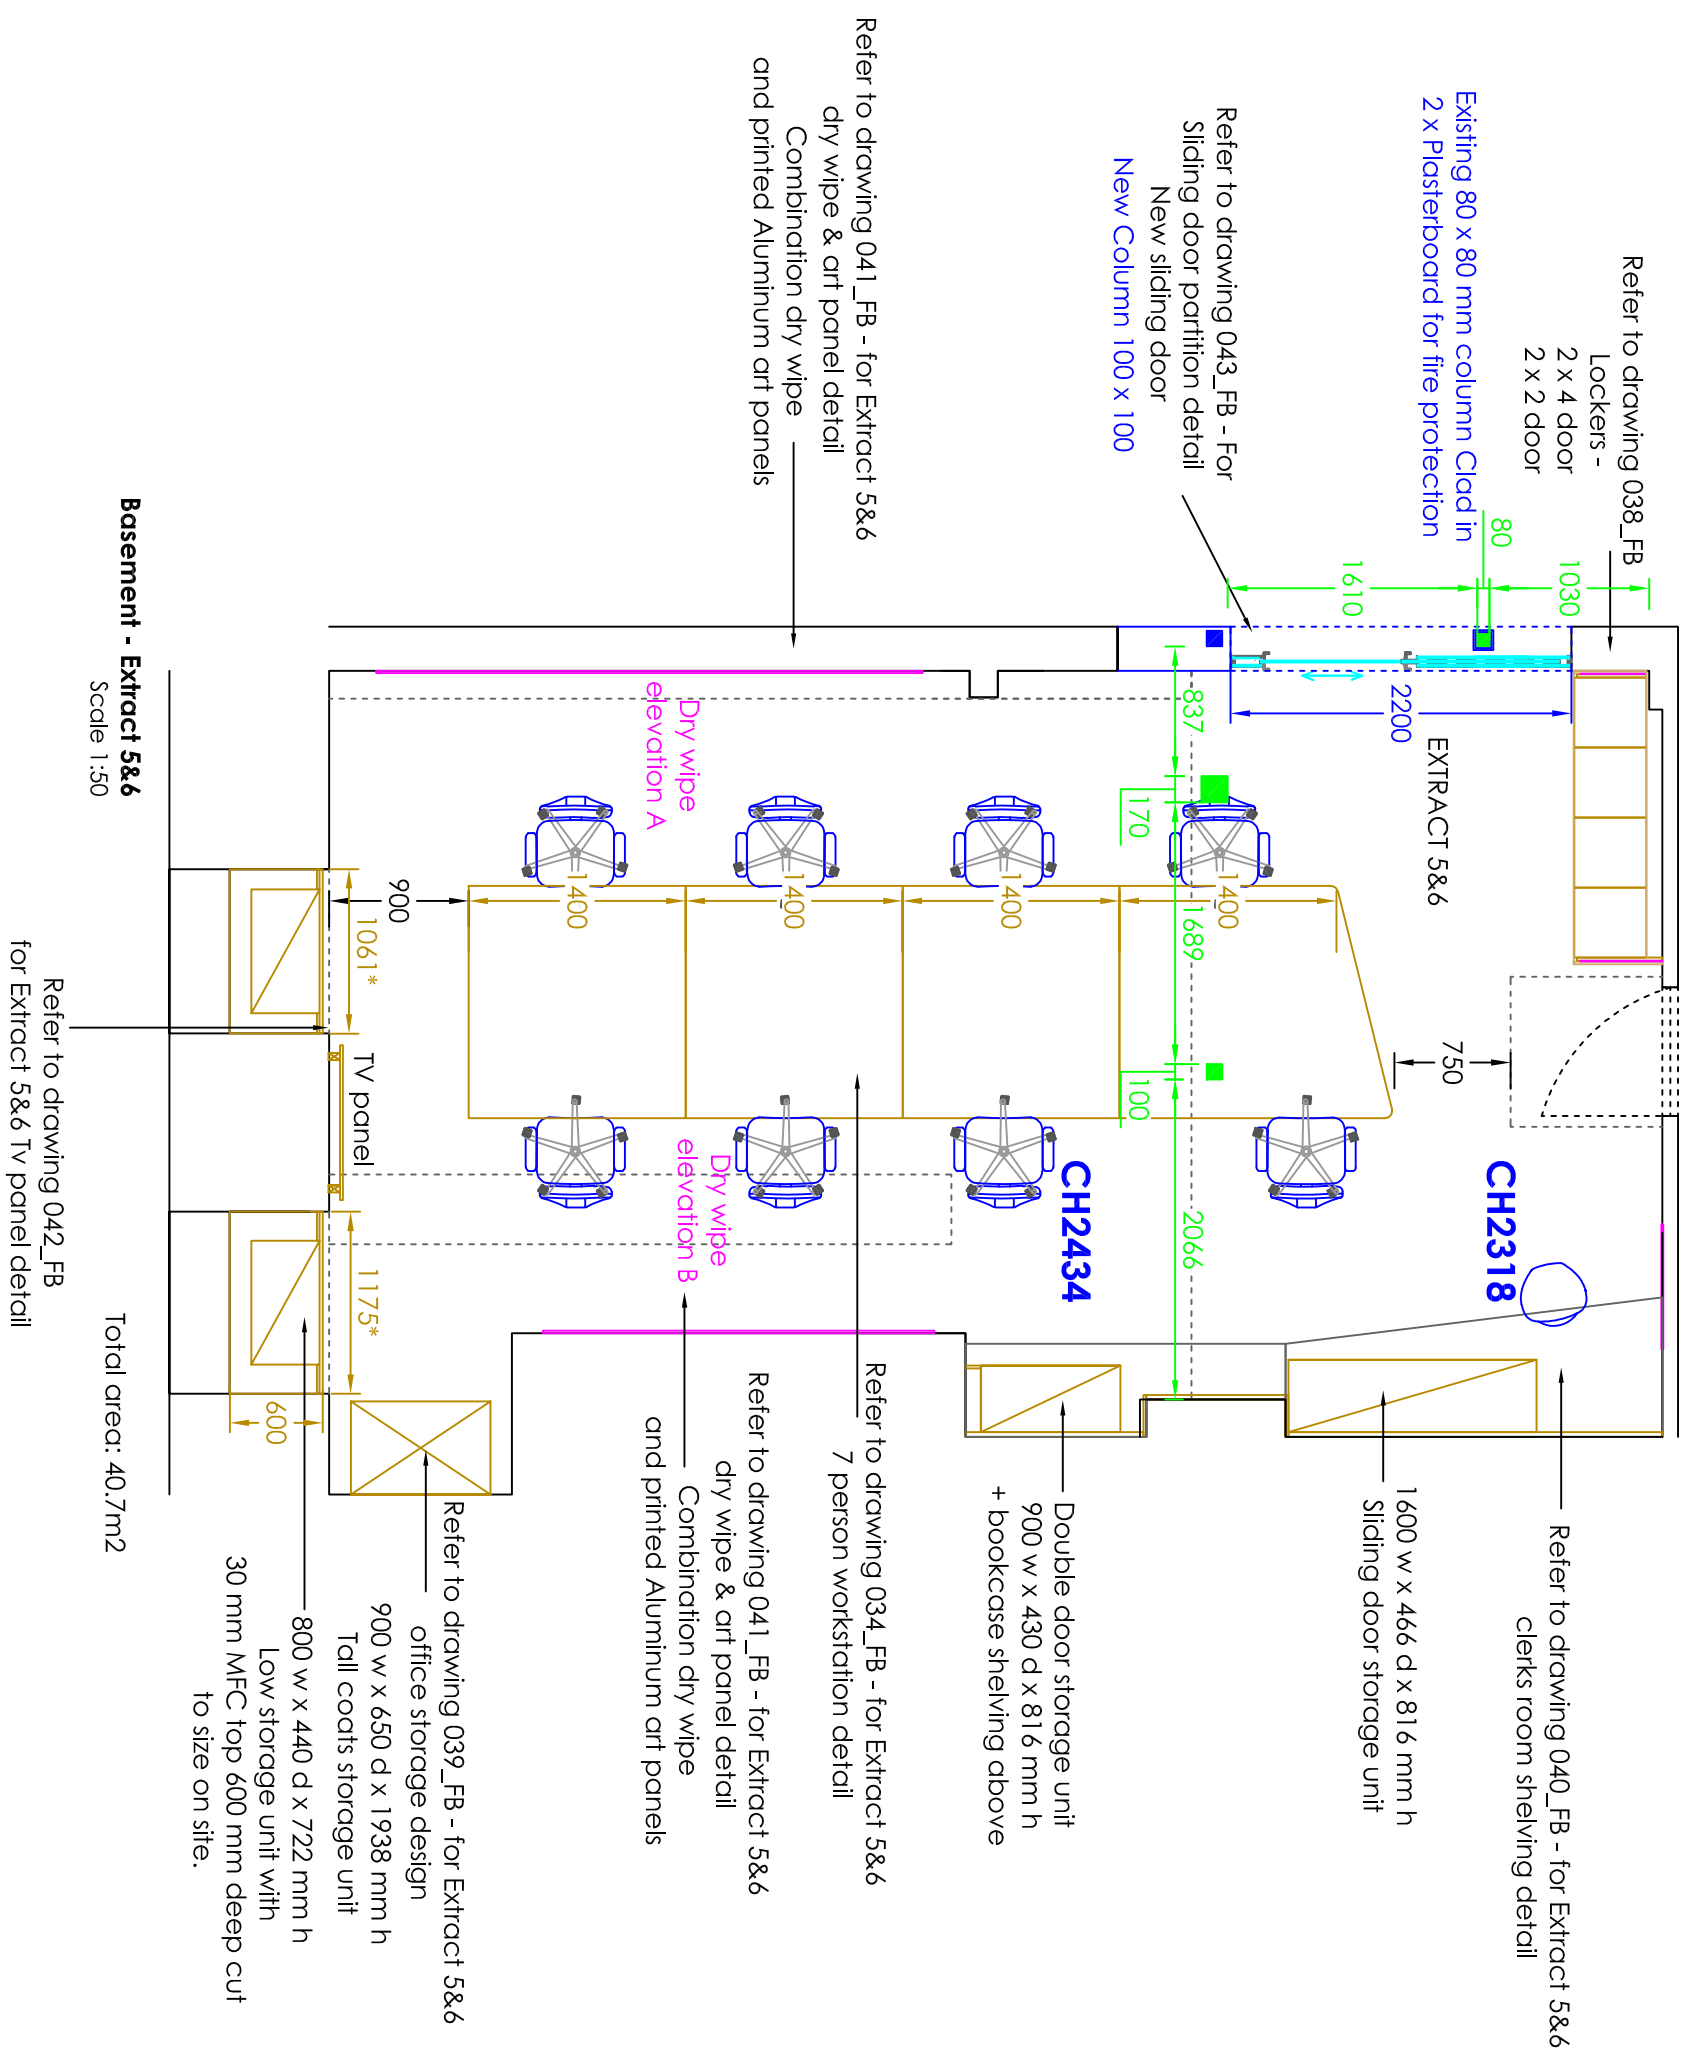 Refer to drawing 038_FB
Lockers -
2 x 4 door
2 x 2 door
Existing 80 x 80 mm column Clad in
2 x Plasterboard for fire protection
Refer to drawing 043_FB - For
Sliding door partition detail
New sliding door
New Column 100 x 100
Refer to drawing 041_FB - for Extract 5&6
dry wipe & art panel detail
Combination dry wipe
and printed Aluminum art panels
Basement - Extract 5&6
Scale 1:50
80
1030
1610
2200
EXTRACT 5&6
837
170
1689
100
2066
750
1400
1400
1400
1400
900
Dry wipe
elevation A
Dry wipe
elevation B
CH2318
CH2434
TV panel
1061*
1175*
600
Refer to drawing 042_FB
for Extract 5&6 Tv panel detail
Total area: 40.7m2
Refer to drawing 040_FB - for Extract 5&6
clerks room shelving detail
1600 w x 466 d x 816 mm h
Sliding door storage unit
Double door storage unit
900 w x 430 d x 816 mm h
+ bookcase shelving above
Refer to drawing 034_FB - for Extract 5&6
7 person workstation detail
Refer to drawing 041_FB - for Extract 5&6
dry wipe & art panel detail
Combination dry wipe
and printed Aluminum art panels
Refer to drawing 039_FB - for Extract 5&6
office storage design
900 w x 650 d x 1938 mm h
Tall coats storage unit
800 w x 440 d x 722 mm h
Low storage unit with
30 mm MFC top 600 mm deep cut
to size on site.